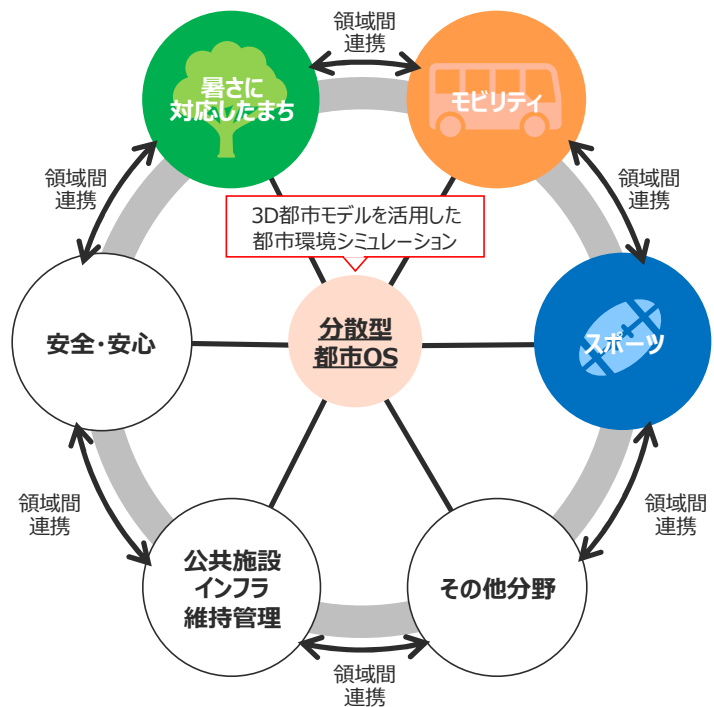 領域間
連携
暑さに
対応したまち
モビリティ
領域間
連携
領域間
連携
3D都市モデルを活用した
都市環境シミュレーション
安全・安心
分散型
都市OS
スポーツ
領域間
連携
領域間
連携
公共施設
インフラ
維持管理
その他分野
領域間
連携